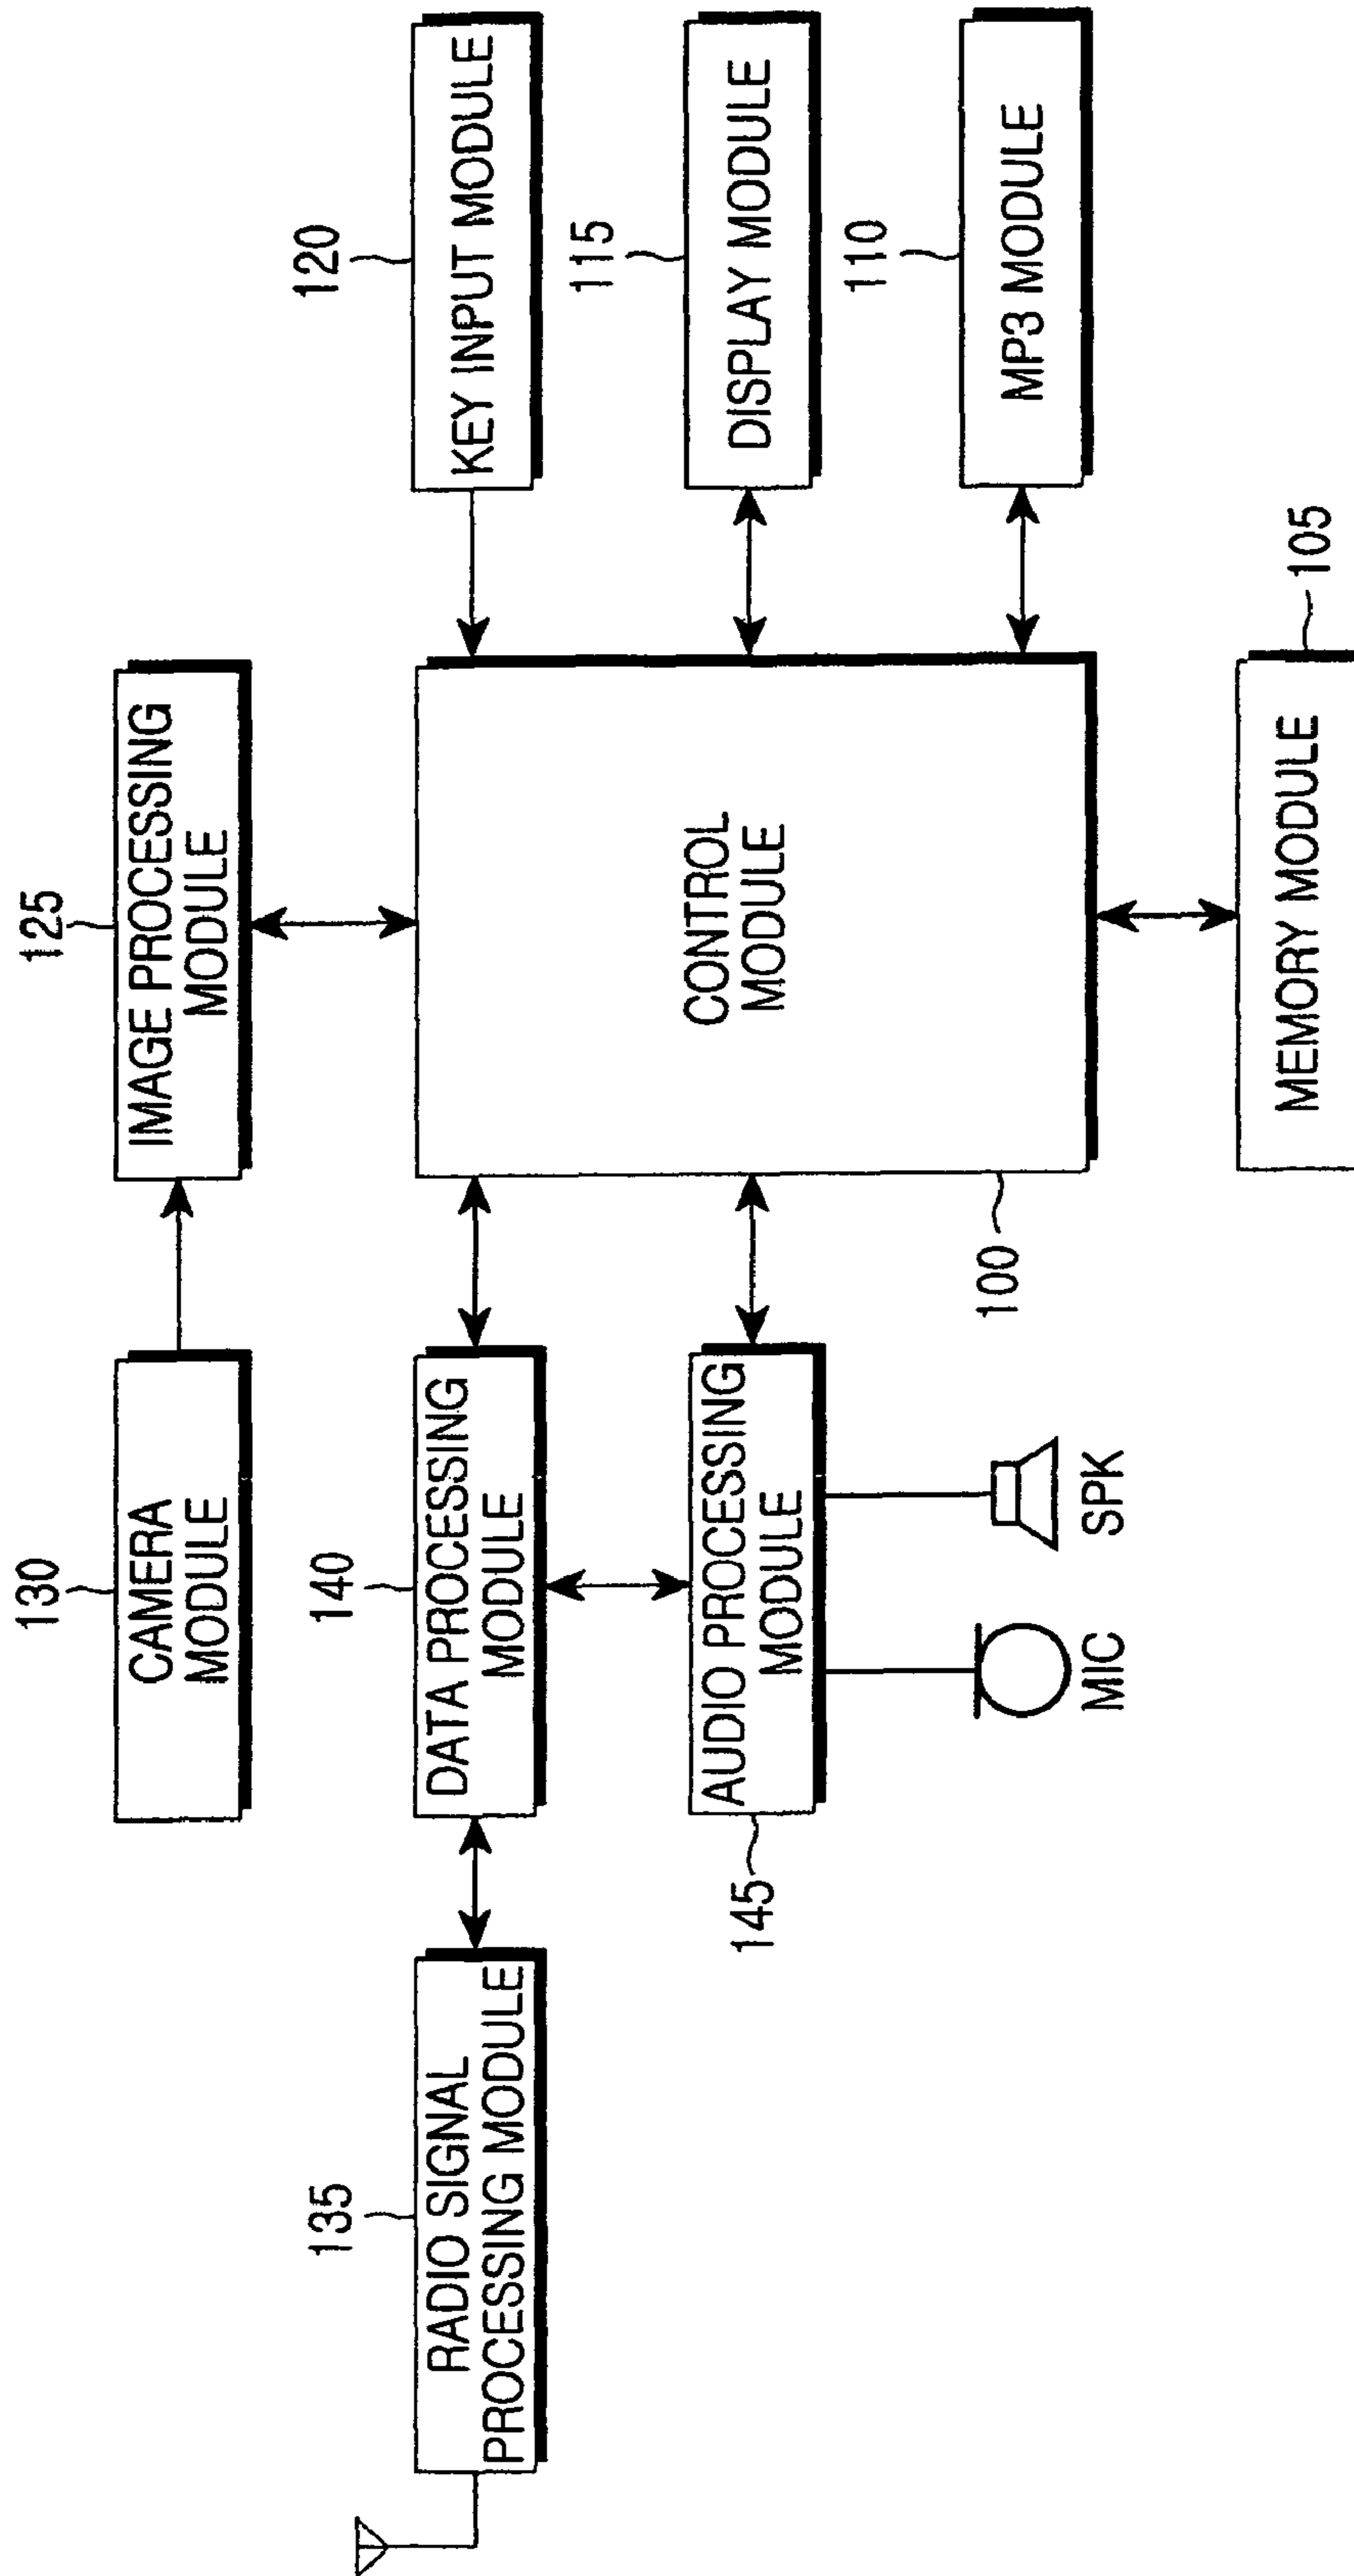 130
CAMERA
MODULE
125
IMAGE PROCESSING
MODULE
135
RADIO SIGNAL
PROCESSING MODULE
140
DATA PROCESSING
MODULE
120
KEY INPUT MODULE
145
AUDIO PROCESSING
MODULE
CONTROL
MODULE
100
115
DISPLAY MODULE
110
MP3 MODULE
MIC
SPK
MEMORY MODULE
105